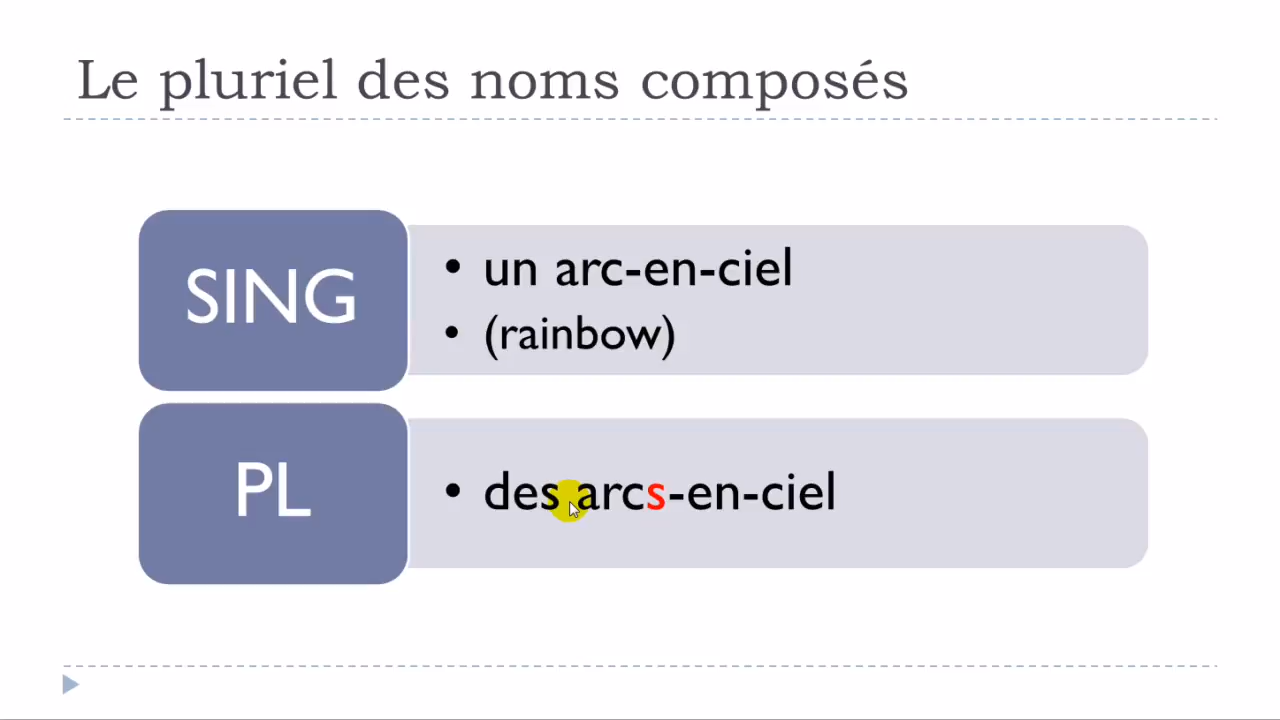 Le pluriel des noms composés
SING
• un arc-en-ciel
• (rainbow)
PL
• des arcs-en-ciel